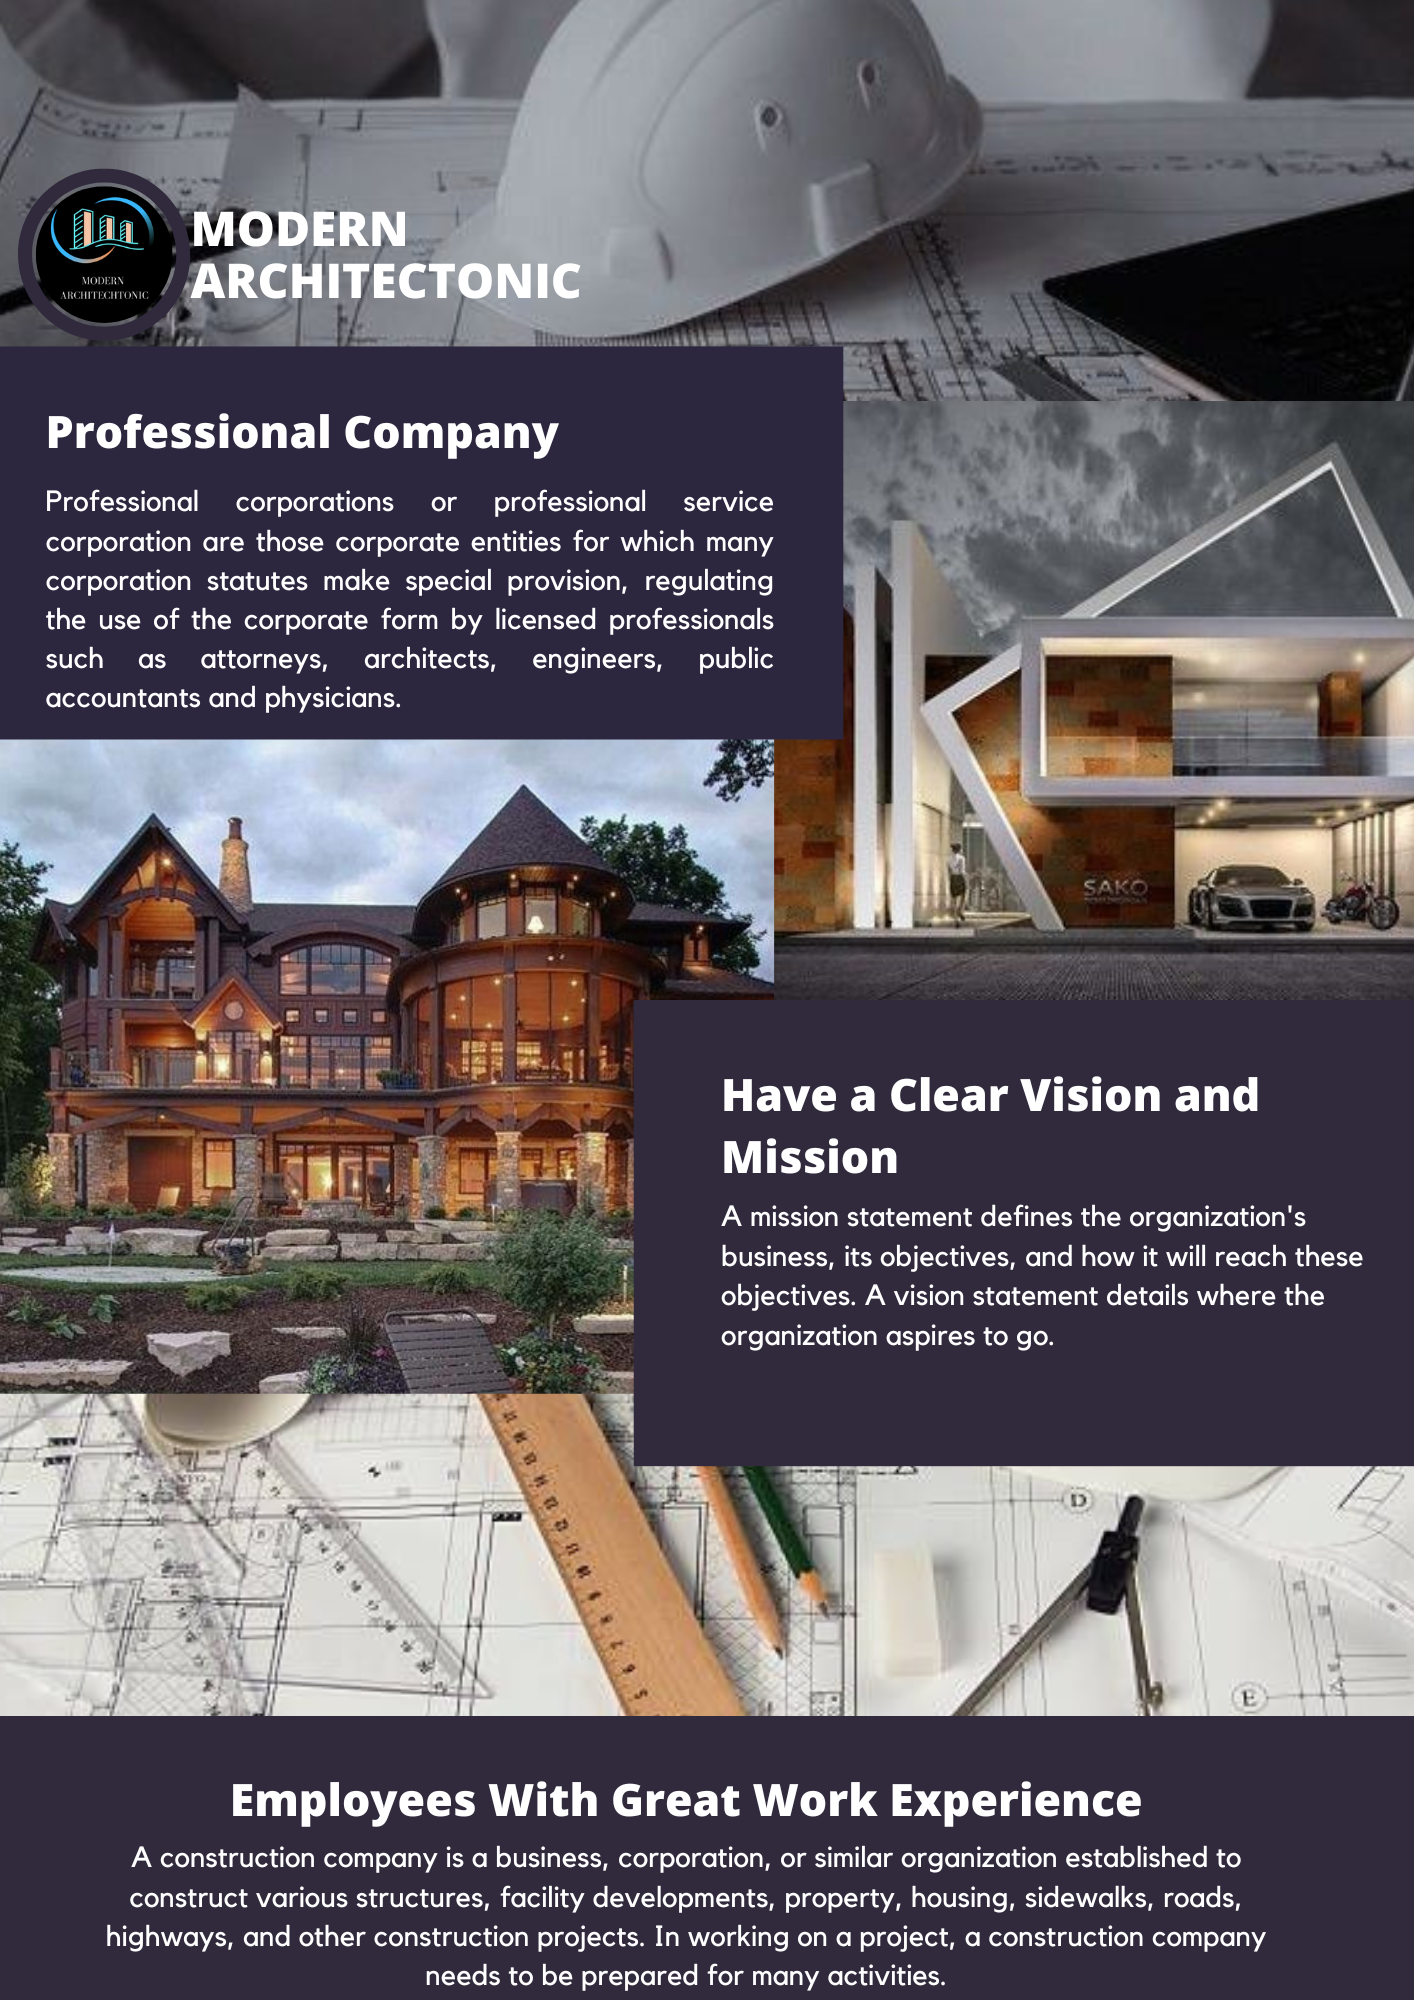 MODERN
ARCHITECHTONIC
MODERN
ARCHITECTONIC
Professional Company
Professional corporations or professional service
corporation are those corporate entities for which many
corporation statutes make special provision, regulating
the use of the corporate form by licensed professionals
such as attorneys, architects, engineers, public
accountants and physicians.
SAKO
Have a Clear Vision and
Mission
A mission statement defines the organization's
business, its objectives, and how it will reach these
objectives. A vision statement details where the
organization aspires to go.
D
E
Employees With Great Work Experience
A construction company is a business, corporation, or similar organization established to
construct various structures, facility developments, property, housing, sidewalks, roads,
highways, and other construction projects. In working on a project, a construction company
needs to be prepared for many activities.